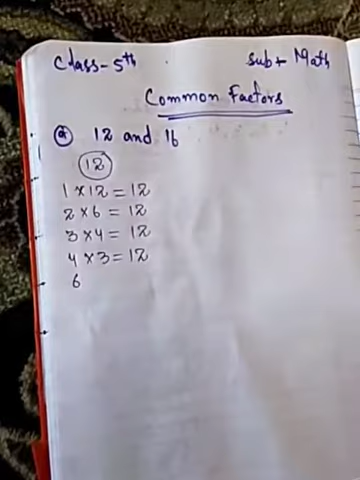 Class-5th sub+ Math
Common Factors
(a) 12 and 16
12
1 × 12 = 12
2 × 6 = 12
3 × 4 = 12
4 × 3 = 12
6